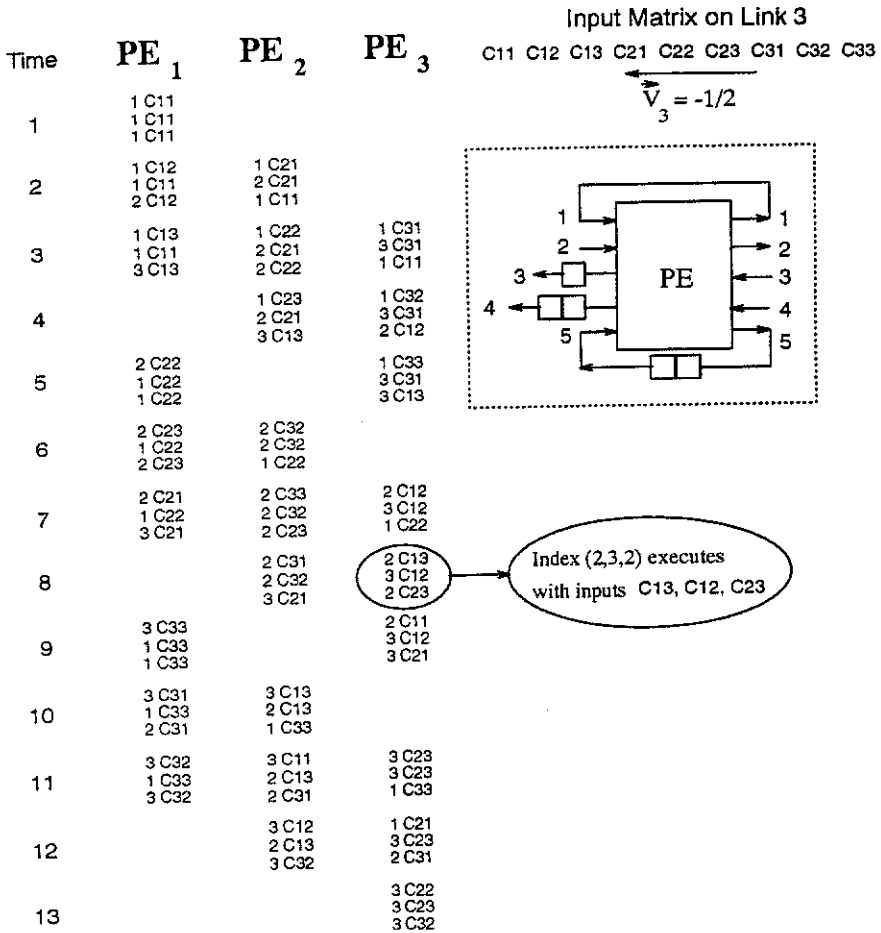 Input Matrix on Link 3
Time PE 1 PE 2 PE 3 C11 C12 C13 C21 C22 C23 C31 C32 C33
V 3 = -1/2
1 C11
1 1 C11
1 C11
1 C12 1 C21
2 1 C11 2 C21
2 C12 1 C11
1 C13 1 C22 1 C31
3 1 C11 2 C21 3 C31
3 C13 2 C22 1 C11
1 C23 1 C32
4 2 C21 3 C31
3 C13 2 C12
2 C22 1 C33
5 1 C22 3 C31
1 C22 3 C13
2 C23 2 C32
6 1 C22 2 C32
2 C23 1 C22
2 C21 2 C33 2 C12
7 1 C22 2 C32 3 C12
3 C21 2 C23 1 C22
2 C31 2 C13
8 2 C32 3 C12
3 C21 2 C23
3 C33 2 C11
9 1 C33 3 C12
1 C33 3 C21
3 C31 3 C13
10 1 C33 2 C13
2 C31 1 C33
3 C32 3 C11 3 C23
11 1 C33 2 C13 3 C23
3 C32 2 C31 1 C33
3 C12 1 C21
12 2 C13 3 C23
3 C32 2 C31
3 C22
13 3 C23
3 C32
1 1
2 2
3 PE 3
4 4
5 5
Index (2,3,2) executes
with inputs C13, C12, C23